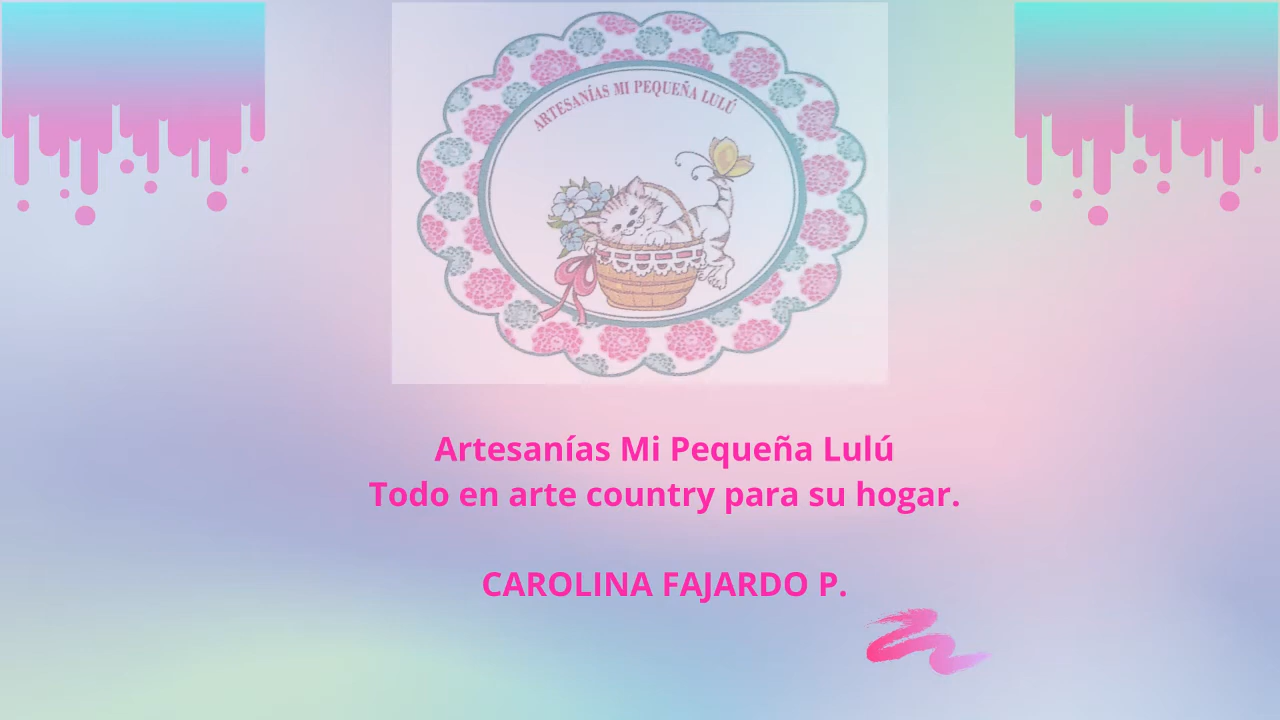 ARTESANÍAS MI PEQUEÑA LULÚ
Artesanías Mi Pequeña Lulú
Todo en arte country para su hogar.
CAROLINA FAJARDO P.